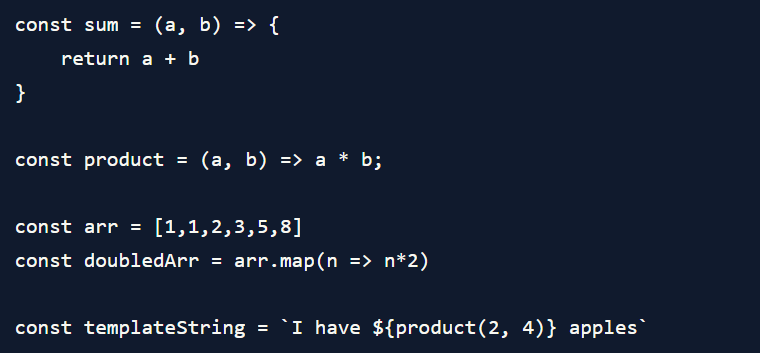 const sum = (a, b) => {
    return a + b
}

const product = (a, b) => a * b;

const arr = [1,1,2,3,5,8]
const doubledArr = arr.map(n => n*2)

const templateString = `I have ${product(2, 4)} apples`